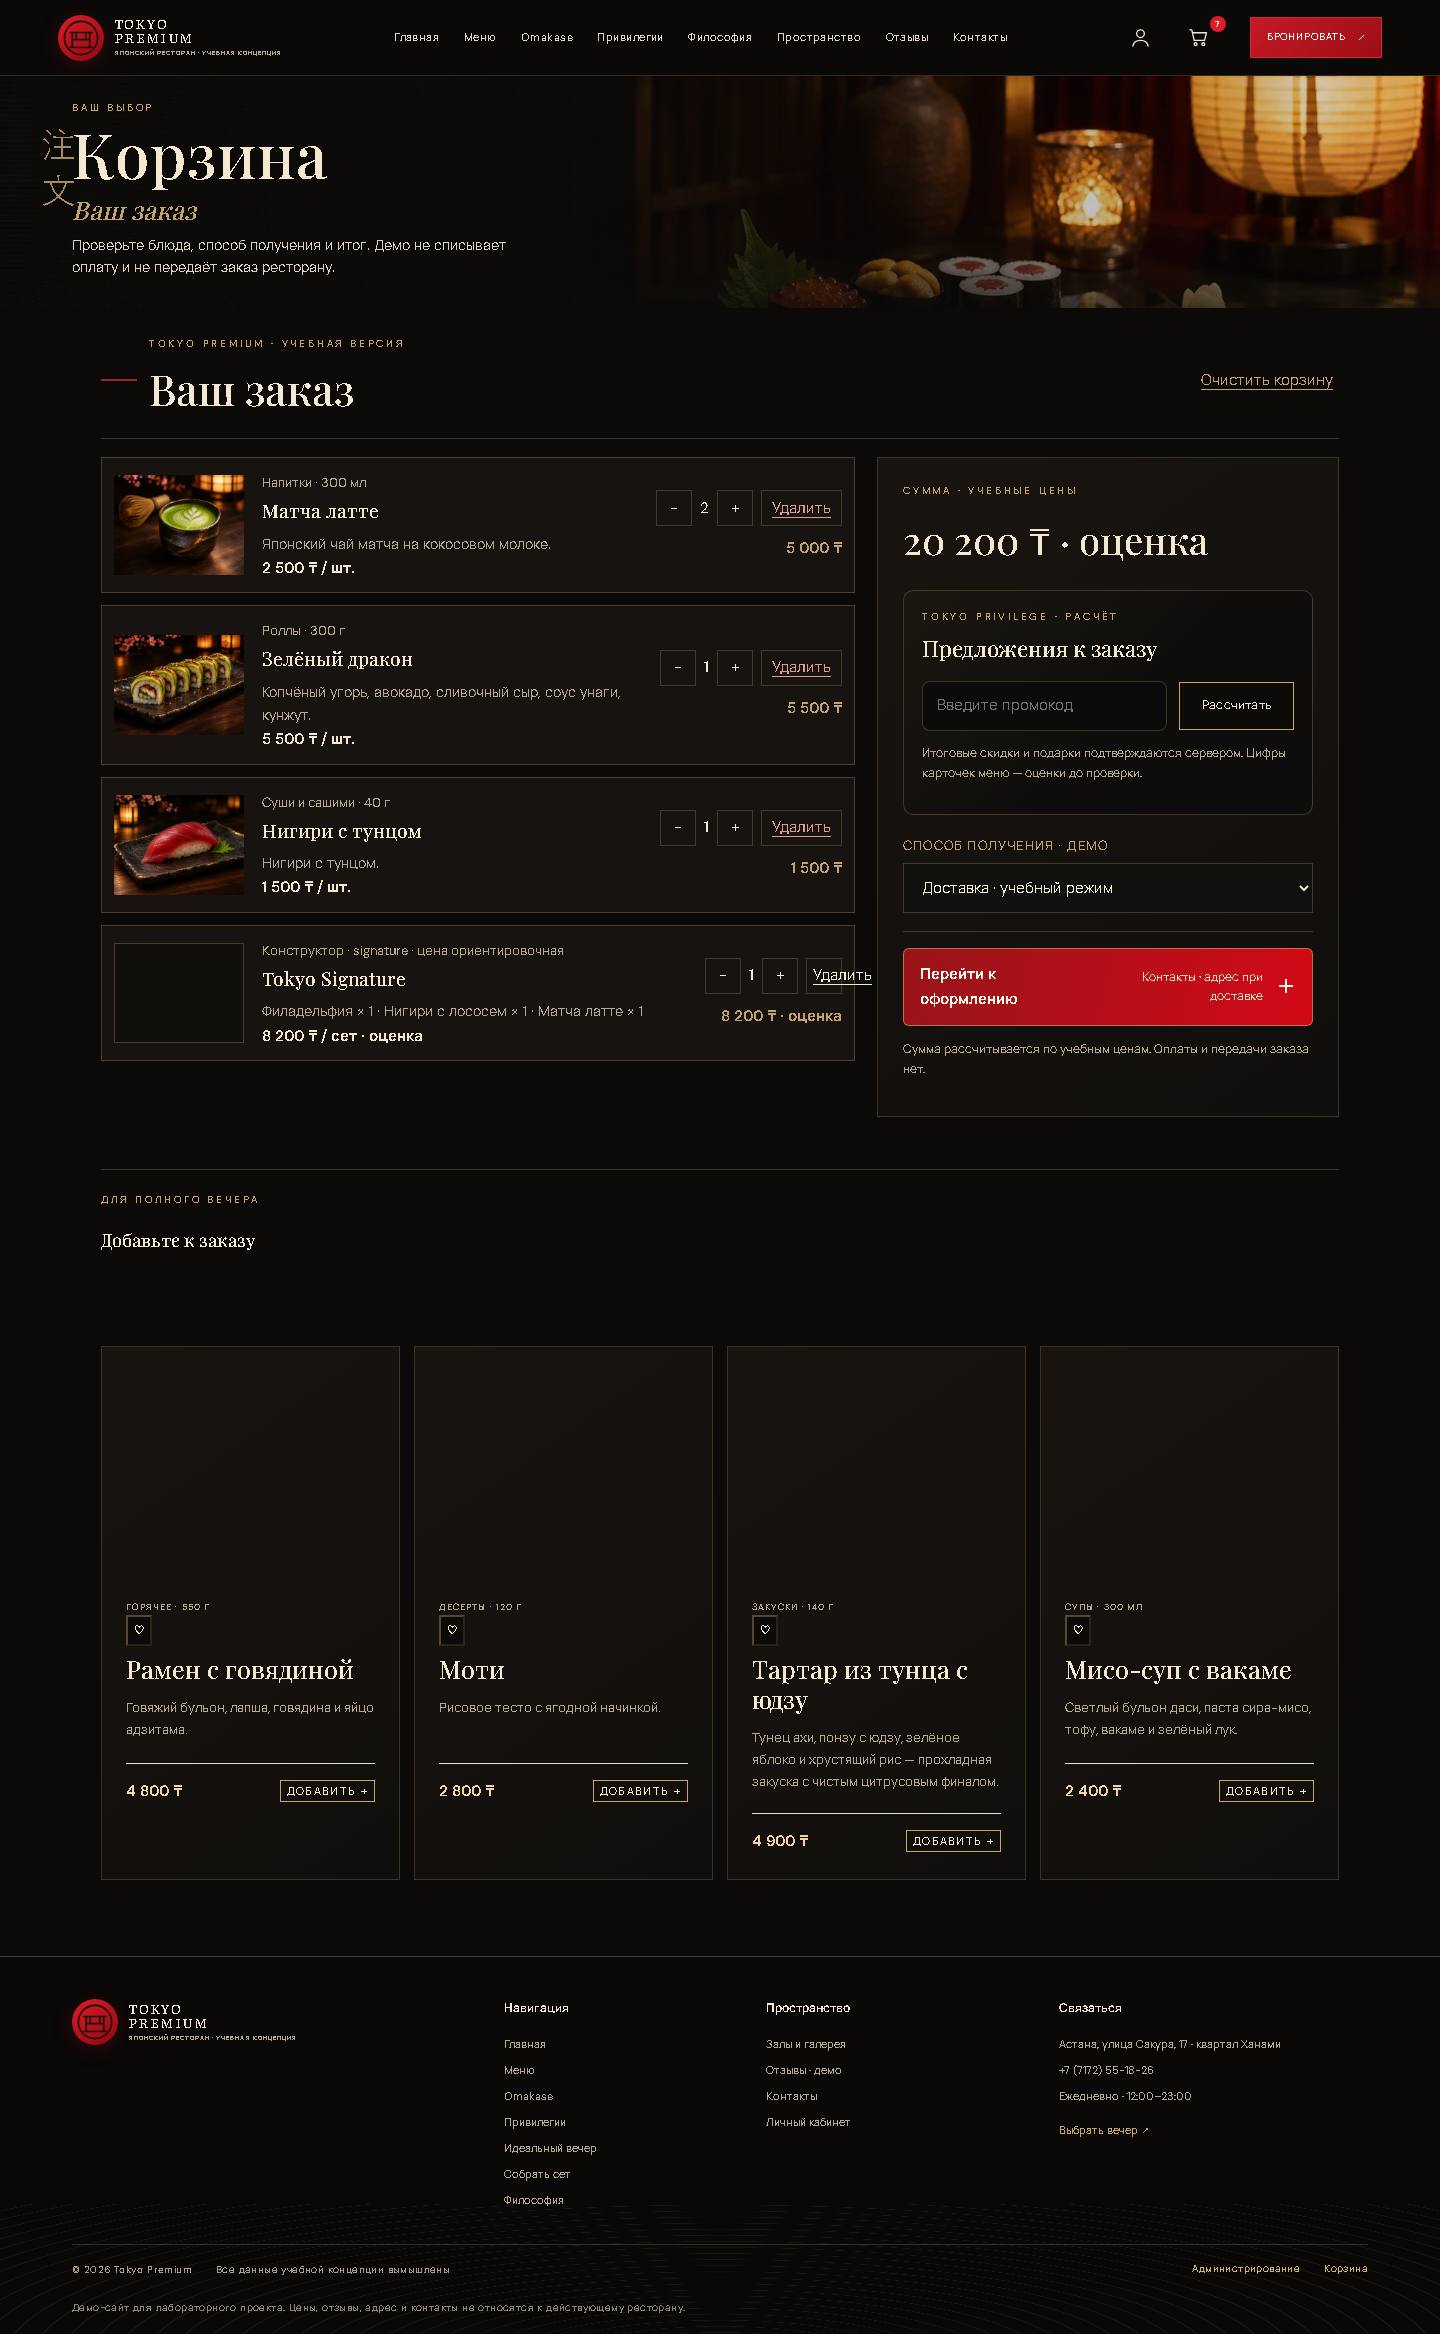 TOKYO
PREMIUM
ЯПОНСКИЙ РЕСТОРАН · УЧЕБНАЯ КОНЦЕПЦИЯ
Главная Меню Omakase Привилегии Философия Пространство Отзывы Контакты
7
БРОНИРОВАТЬ ↗
ВАШ ВЫБОР
注文
Корзина
Ваш заказ
Проверьте блюда, способ получения и итог. Демо не списывает
оплату и не передаёт заказ ресторану.
TOKYO PREMIUM · УЧЕБНАЯ ВЕРСИЯ
Ваш заказ
Очистить корзину
Напитки · 300 мл
Матча латте
Японский чай матча на кокосовом молоке.
2 500 ₸ / шт.
− 2 + Удалить
5 000 ₸
Роллы · 300 г
Зелёный дракон
Копчёный угорь, авокадо, сливочный сыр, соус унаги,
кунжут.
5 500 ₸ / шт.
− 1 + Удалить
5 500 ₸
Суши и сашими · 40 г
Нигири с тунцом
Нигири с тунцом.
1 500 ₸ / шт.
− 1 + Удалить
1 500 ₸
Конструктор · signature · цена ориентировочная
Tokyo Signature
Филадельфия × 1 · Нигири с лососем × 1 · Матча латте × 1
8 200 ₸ / сет · оценка
− 1 + Удалить
8 200 ₸ · оценка
СУММА · УЧЕБНЫЕ ЦЕНЫ
20 200 ₸ · оценка
TOKYO PRIVILEGE · РАСЧЁТ
Предложения к заказу
Введите промокод
Рассчитать
Итоговые скидки и подарки подтверждаются сервером. Цифры
карточек меню — оценки до проверки.
СПОСОБ ПОЛУЧЕНИЯ · ДЕМО
Доставка · учебный режим
Перейти к
оформлению
Контакты · адрес при
доставке
+
Сумма рассчитывается по учебным ценам. Оплаты и передачи заказа
нет.
ДЛЯ ПОЛНОГО ВЕЧЕРА
Добавьте к заказу
ГОРЯЧЕЕ · 550 Г
♡
Рамен с говядиной
Говяжий бульон, лапша, говядина и яйцо
адзитама.
4 800 ₸
ДОБАВИТЬ +
ДЕСЕРТЫ · 120 Г
♡
Моти
Рисовое тесто с ягодной начинкой.
2 800 ₸
ДОБАВИТЬ +
ЗАКУСКИ · 140 Г
♡
Тартар из тунца с
юдзу
Тунец ахи, понзу с юдзу, зелёное
яблоко и хрустящий рис — прохладная
закуска с чистым цитрусовым финалом.
4 900 ₸
ДОБАВИТЬ +
СУПЫ · 300 МЛ
♡
Мисо-суп с вакаме
Светлый бульон даси, паста сира-мисо,
тофу, вакаме и зелёный лук.
2 400 ₸
ДОБАВИТЬ +
TOKYO
PREMIUM
ЯПОНСКИЙ РЕСТОРАН · УЧЕБНАЯ КОНЦЕПЦИЯ
Навигация
Главная
Меню
Omakase
Привилегии
Идеальный вечер
Собрать сет
Философия
Пространство
Залы и галерея
Отзывы · демо
Контакты
Личный кабинет
Связаться
Астана, улица Сакура, 17 · квартал Ханами
+7 (7172) 55-18-26
Ежедневно · 12:00–23:00
Выбрать вечер ↗
© 2026 Tokyo Premium Все данные учебной концепции вымышлены
Администрирование Корзина
Демо-сайт для лабораторного проекта. Цены, отзывы, адрес и контакты не относятся к действующему ресторану.